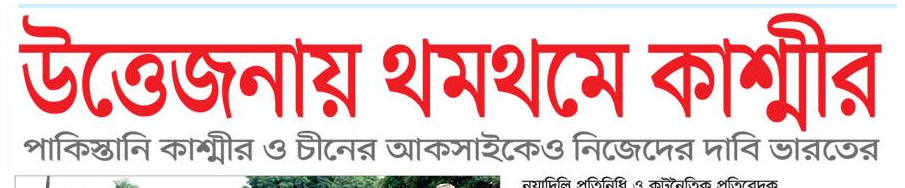 উত্তেজনায় থমথমে কাশ্মীর
পাকিস্তানি কাশ্মীর ও চীনের আকসাইকেও নিজেদের দাবি ভারতের
নয়াদিল্লি প্রতিনিধি ও কূটনৈতিক প্রতিবেদক